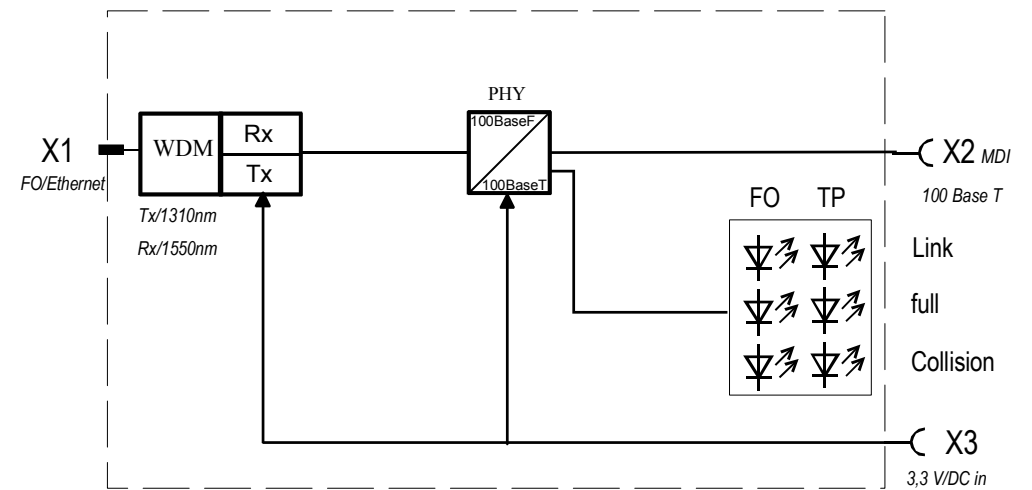 PHY
100BaseF
100BaseT
X1
FO/Ethernet
WDM
Rx
Tx
Tx/1310nm
Rx/1550nm
X2 MDI
100 Base T
FO TP
Link
full
Collision
X3
3,3 V/DC in